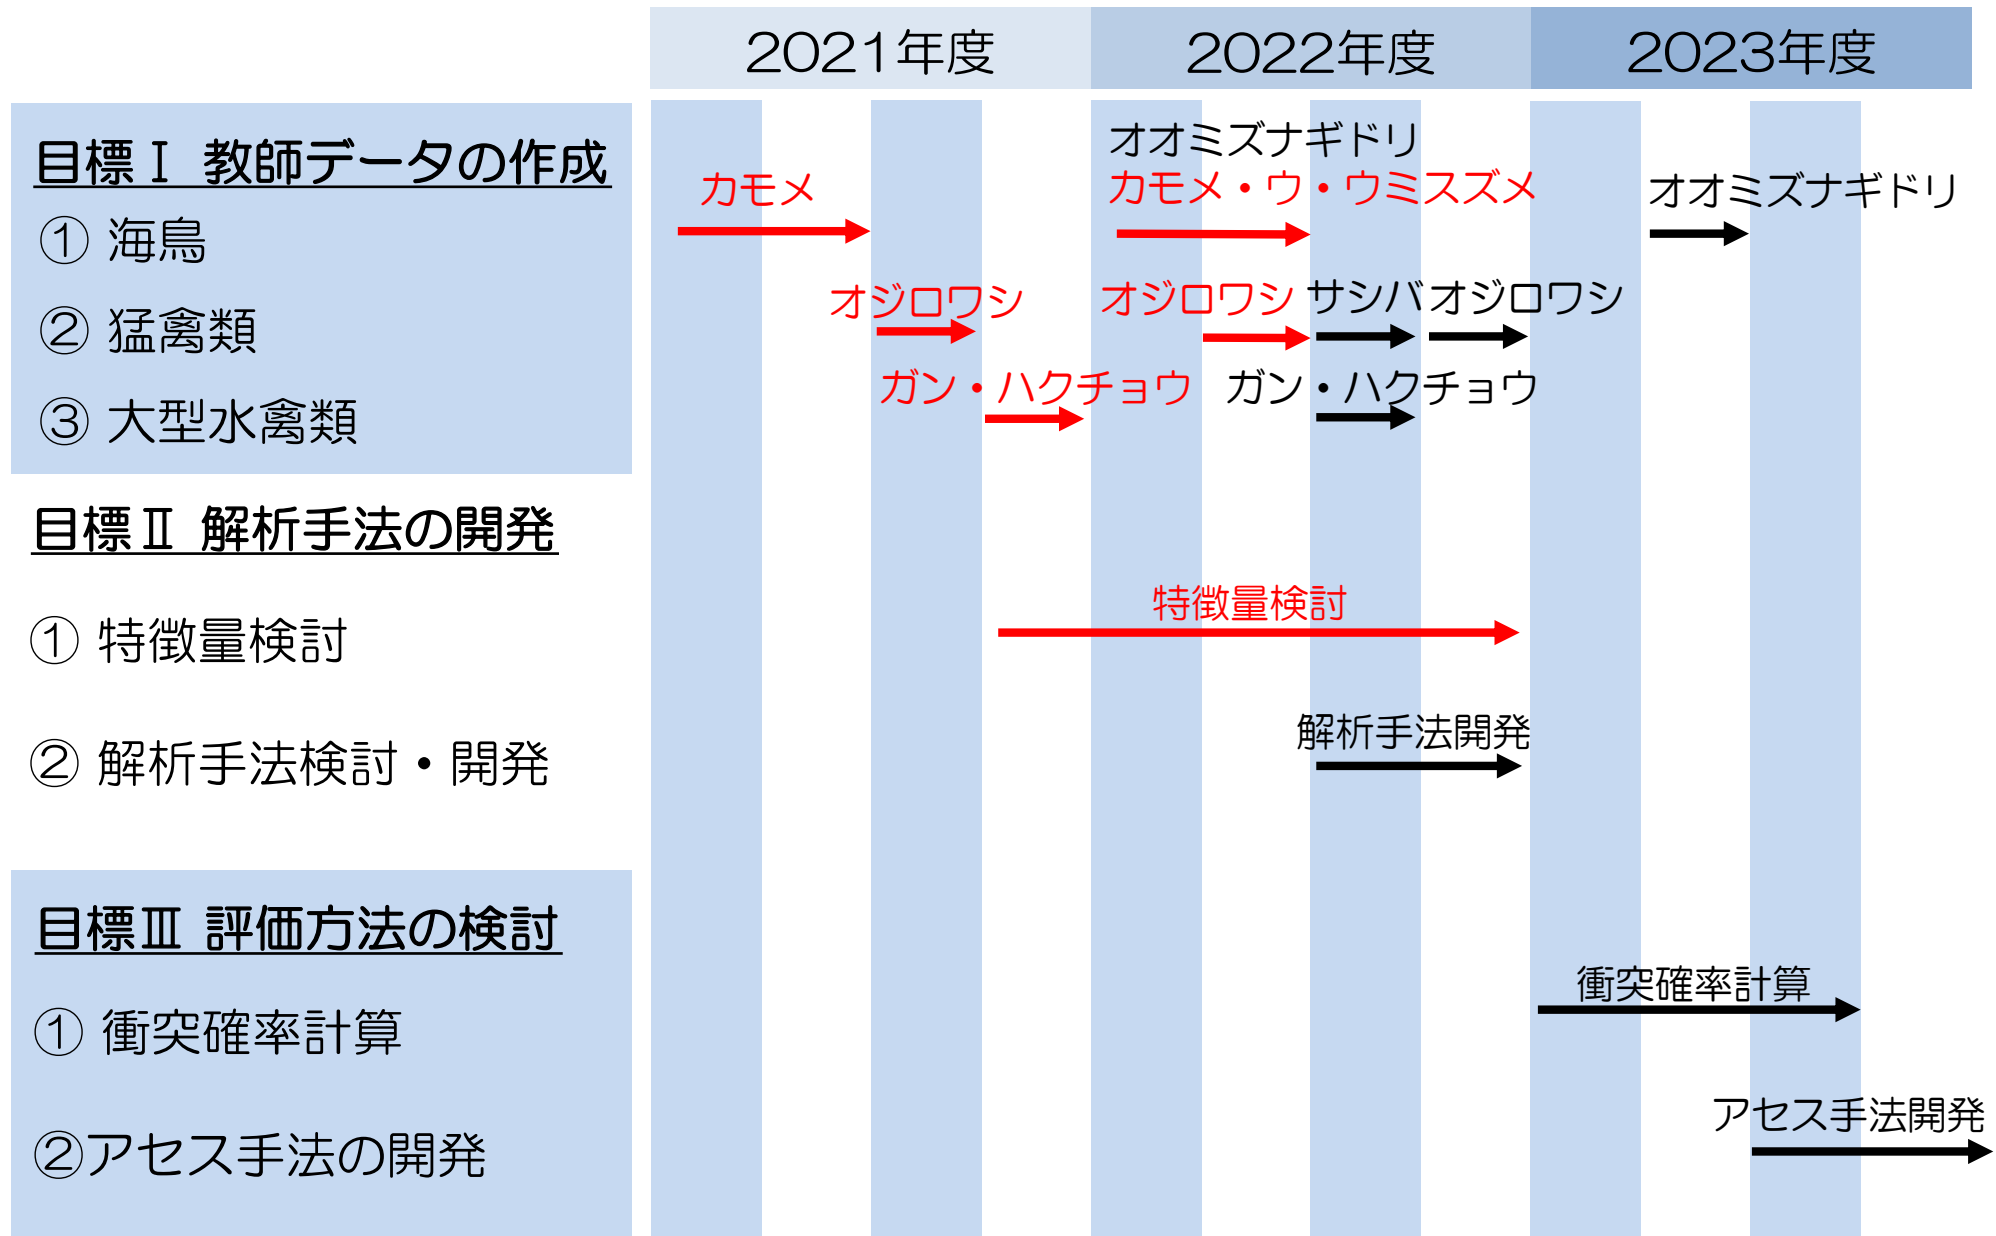 2021年度 2022年度 2023年度
目標Ⅰ 教師データの作成
オオミズナギドリ
カモメ カモメ・ウ・ウミスズメ オオミズナギドリ
① 海鳥
オジロワシ オジロワシ サシバ オジロワシ
② 猛禽類
ガン・ハクチョウ ガン・ハクチョウ
③ 大型水禽類
目標Ⅱ 解析手法の開発
特徴量検討
① 特徴量検討
解析手法開発
② 解析手法検討・開発
目標Ⅲ 評価方法の検討
衝突確率計算
① 衝突確率計算
アセス手法開発
②アセス手法の開発